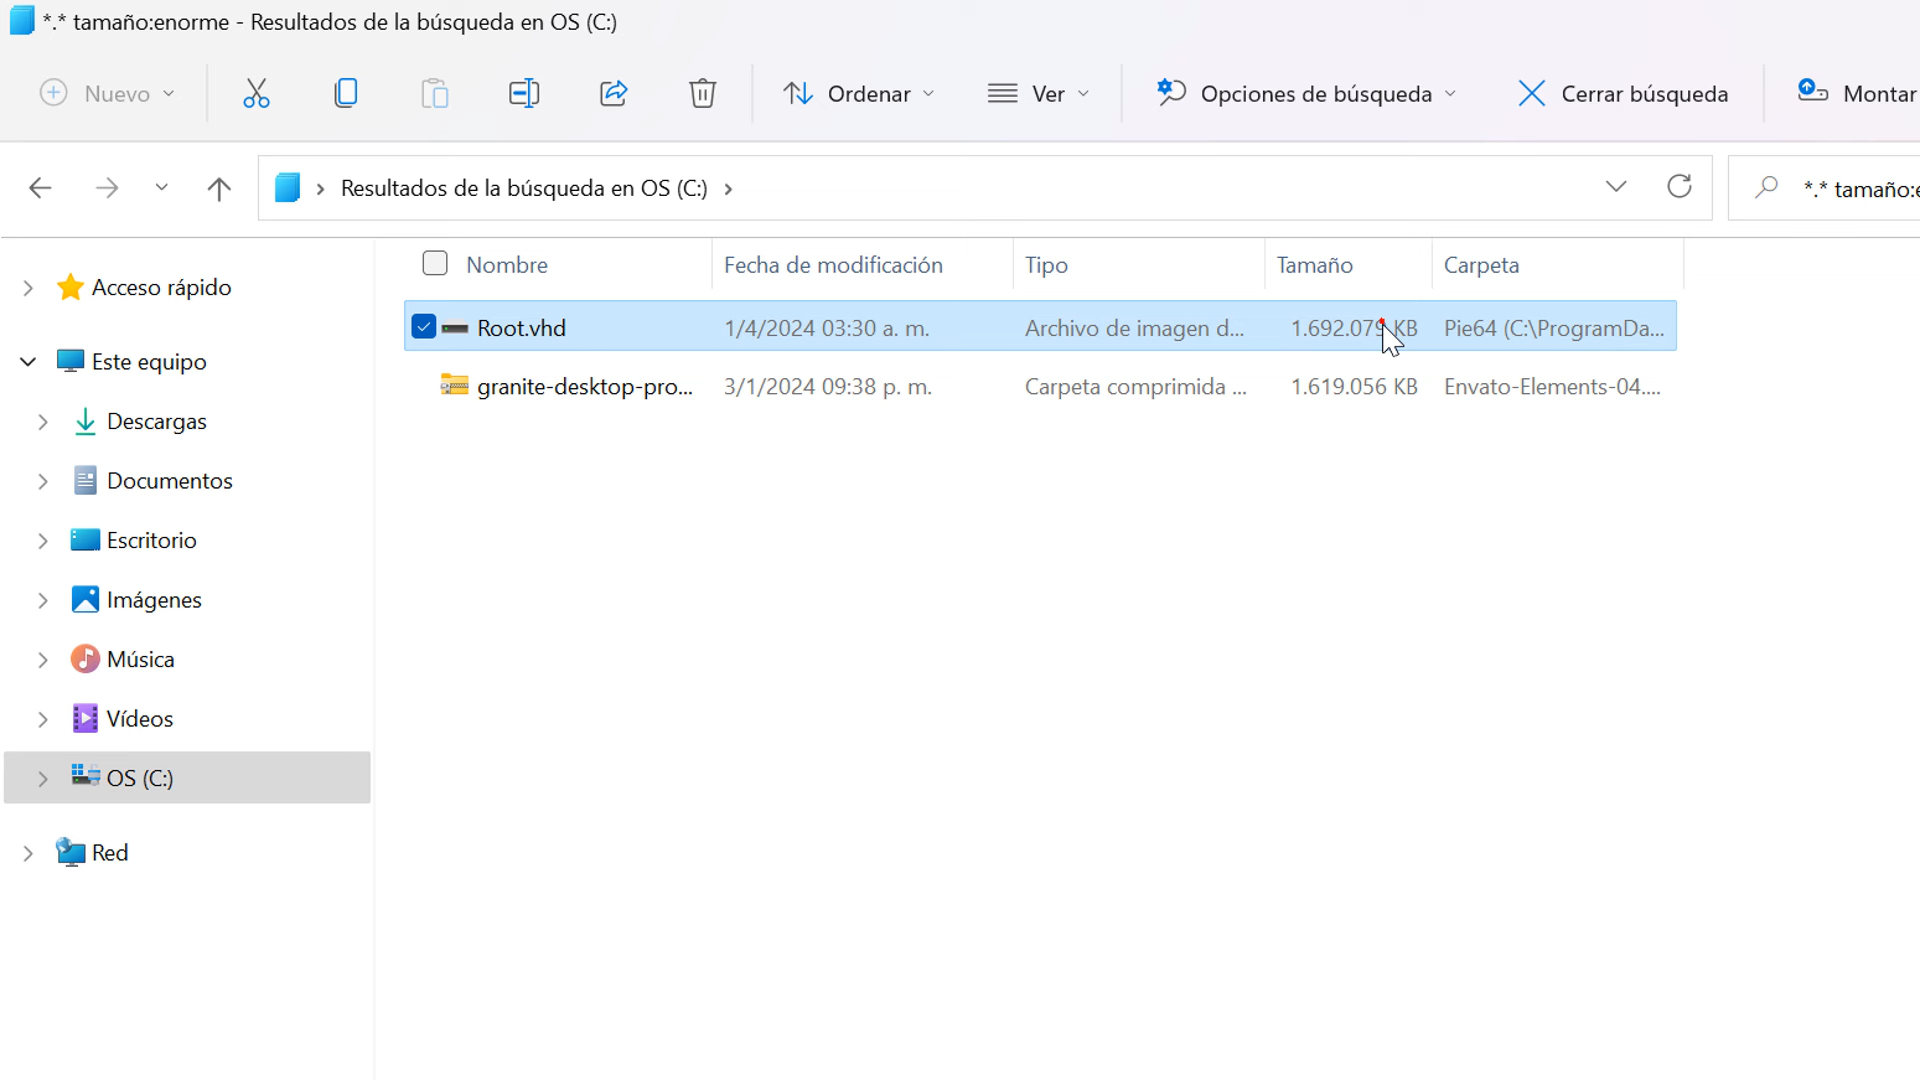 *.* tamaño:enorme - Resultados de la búsqueda en OS (C:)
Nuevo Ordenar Ver Opciones de búsqueda Cerrar búsqueda Montar
Resultados de la búsqueda en OS (C:) *.* tamaño:e
Nombre Fecha de modificación Tipo Tamaño Carpeta
Root.vhd 1/4/2024 03:30 a. m. Archivo de imagen d... 1.692.079 KB Pie64 (C:\ProgramDa...
granite-desktop-pro... 3/1/2024 09:38 p. m. Carpeta comprimida ... 1.619.056 KB Envato-Elements-04....
Acceso rápido
Este equipo
Descargas
Documentos
Escritorio
Imágenes
Música
Vídeos
OS (C:)
Red